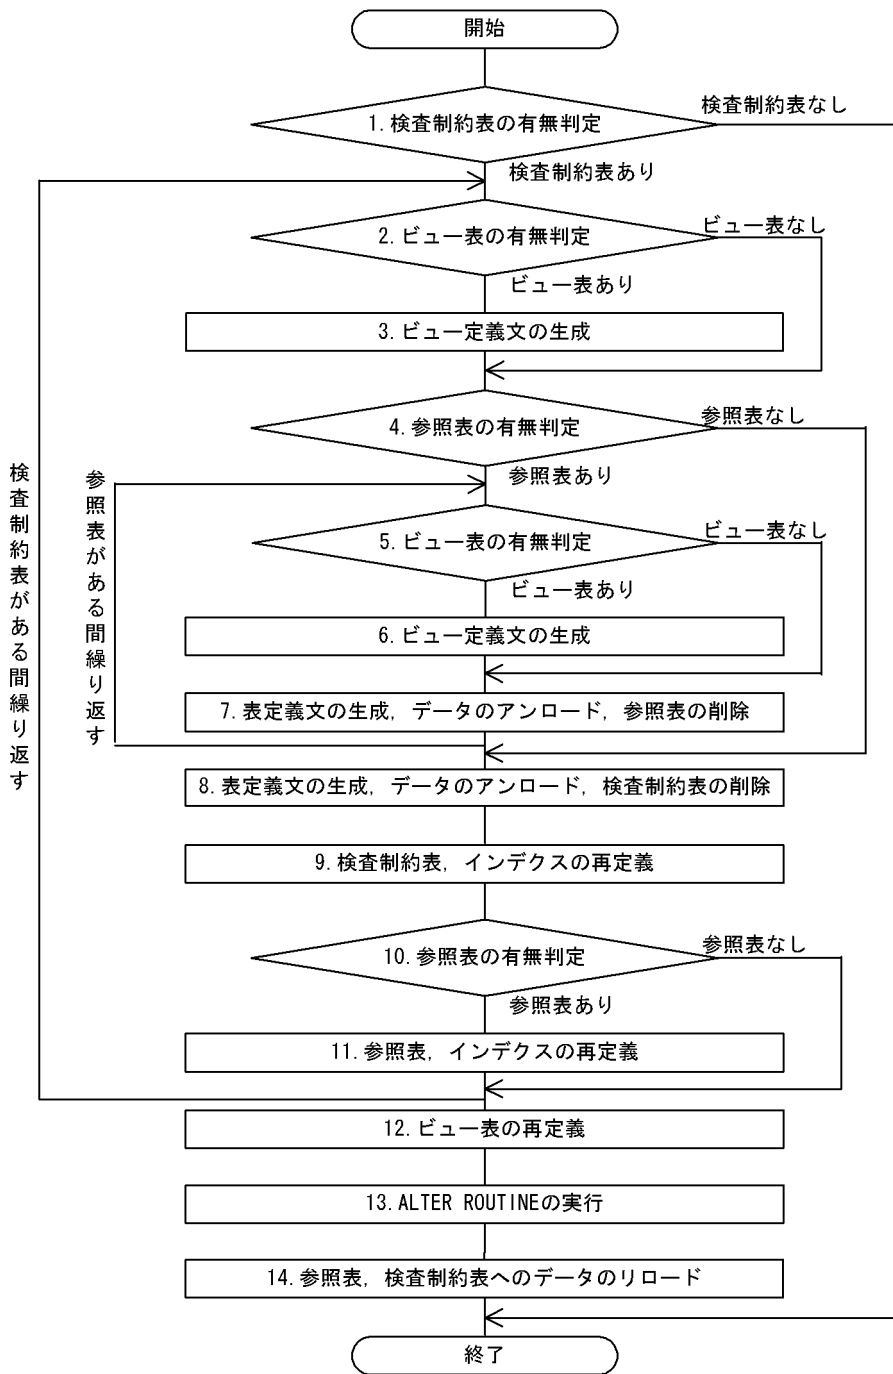 開始
検査制約表なし
1.検査制約表の有無判定
検査制約表あり
ビュー表なし
2.ビュー表の有無判定
ビュー表あり
3.ビュー定義文の生成
参照表なし
4.参照表の有無判定
参照表あり
検査制約表がある間繰り返す
参照表がある間繰り返す
ビュー表なし
5.ビュー表の有無判定
ビュー表あり
6.ビュー定義文の生成
7.表定義文の生成，データのアンロード，参照表の削除
8.表定義文の生成，データのアンロード，検査制約表の削除
9.検査制約表，インデクスの再定義
参照表なし
10.参照表の有無判定
参照表あり
11.参照表，インデクスの再定義
12.ビュー表の再定義
13.ALTER ROUTINEの実行
14.参照表，検査制約表へのデータのリロード
終了